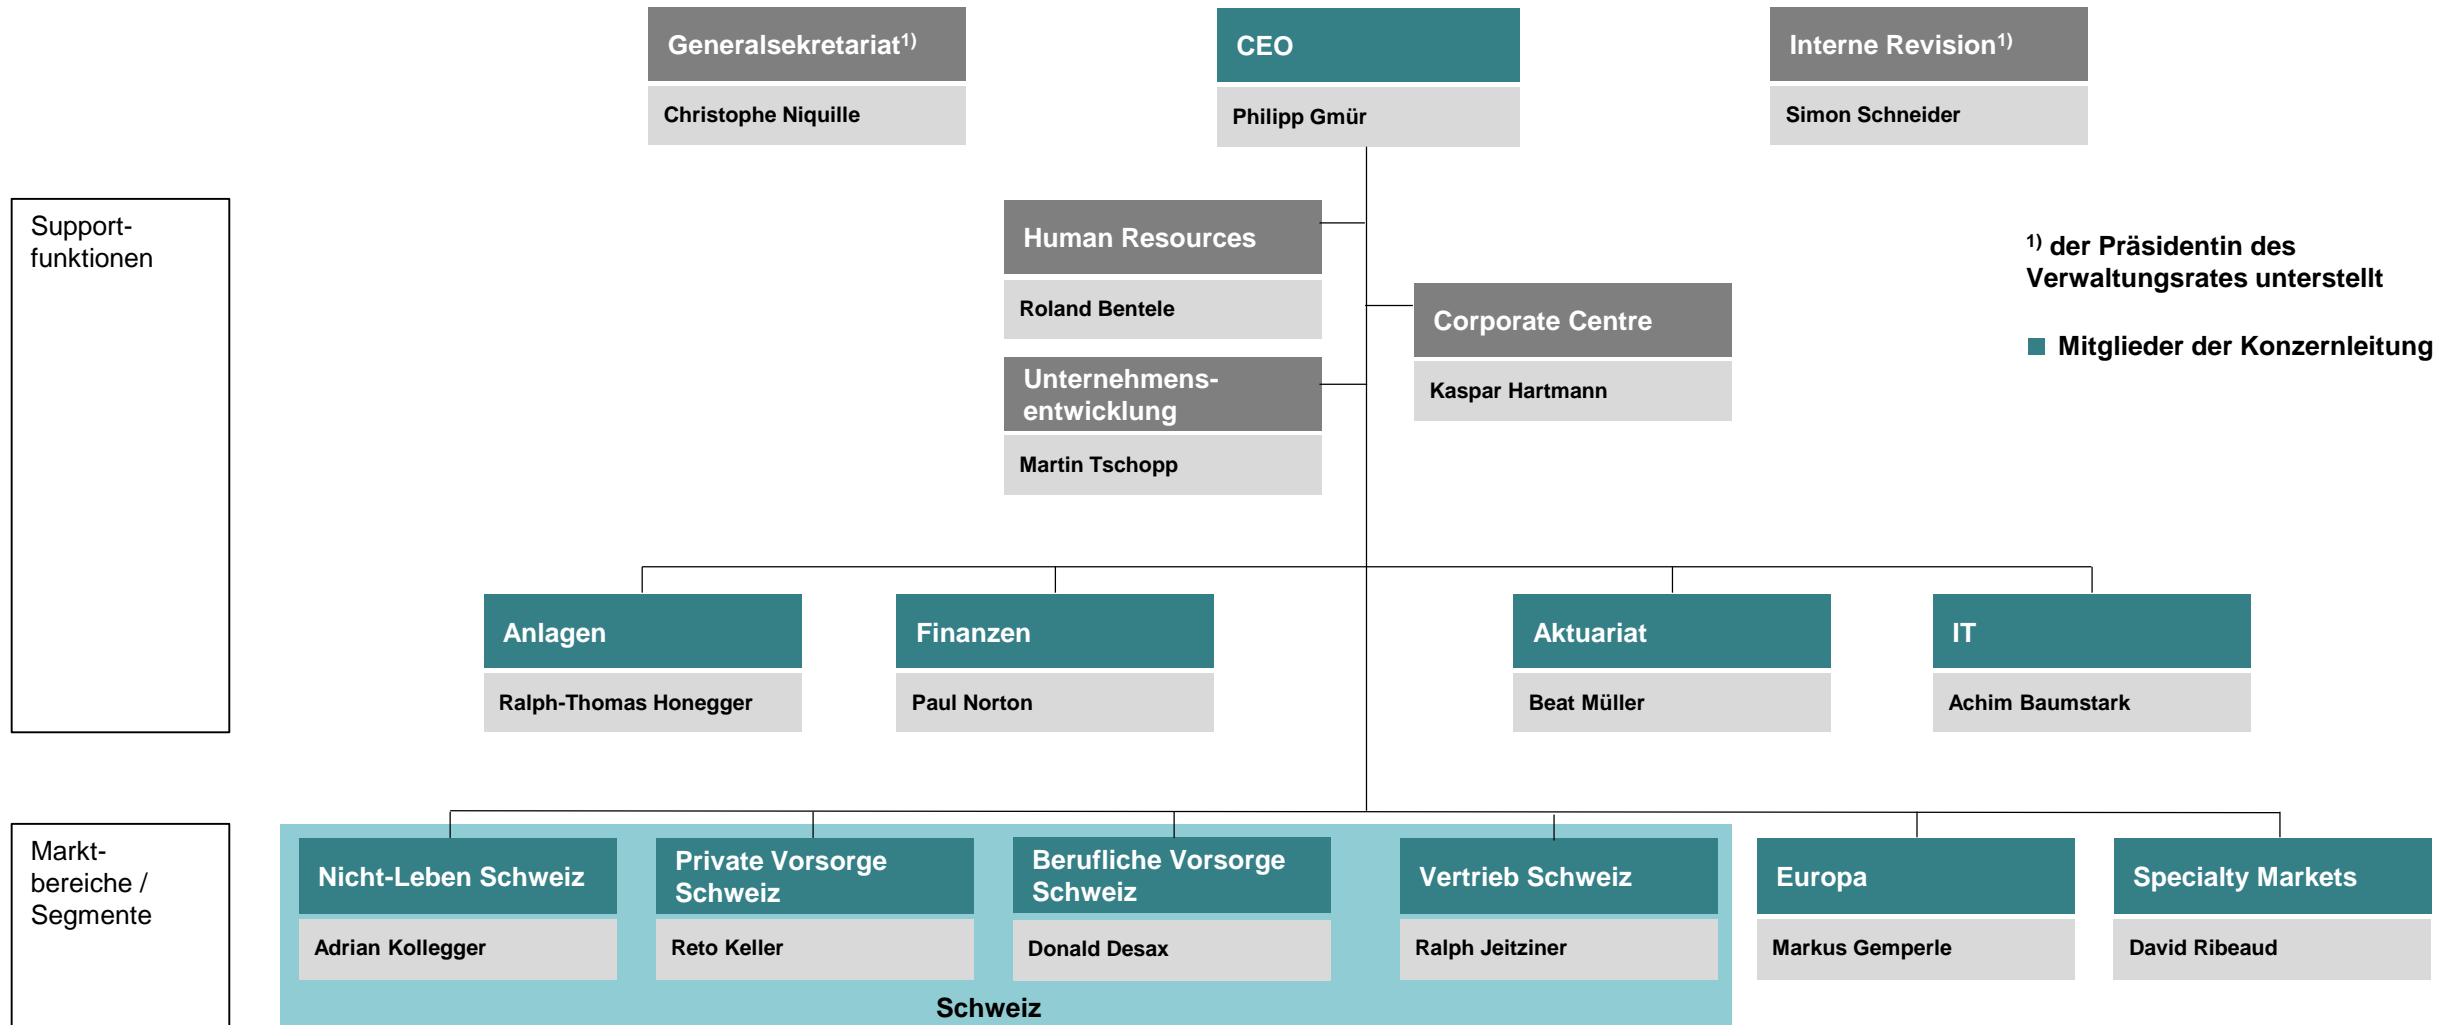 Generalsekretariat1)
Christophe Niquille
CEO
Philipp Gmür
Interne Revision1)
Simon Schneider
Support-
funktionen
Human Resources
Roland Bentele
Corporate Centre
Kaspar Hartmann
Unternehmens-
entwicklung
Martin Tschopp
1) der Präsidentin des
Verwaltungsrates unterstellt
Mitglieder der Konzernleitung
Anlagen
Ralph-Thomas Honegger
Finanzen
Paul Norton
Aktuariat
Beat Müller
IT
Achim Baumstark
Markt-
bereiche /
Segmente
Nicht-Leben Schweiz
Adrian Kollegger
Private Vorsorge
Schweiz
Reto Keller
Berufliche Vorsorge
Schweiz
Donald Desax
Vertrieb Schweiz
Ralph Jeitziner
Europa
Markus Gemperle
Specialty Markets
David Ribeaud
Schweiz